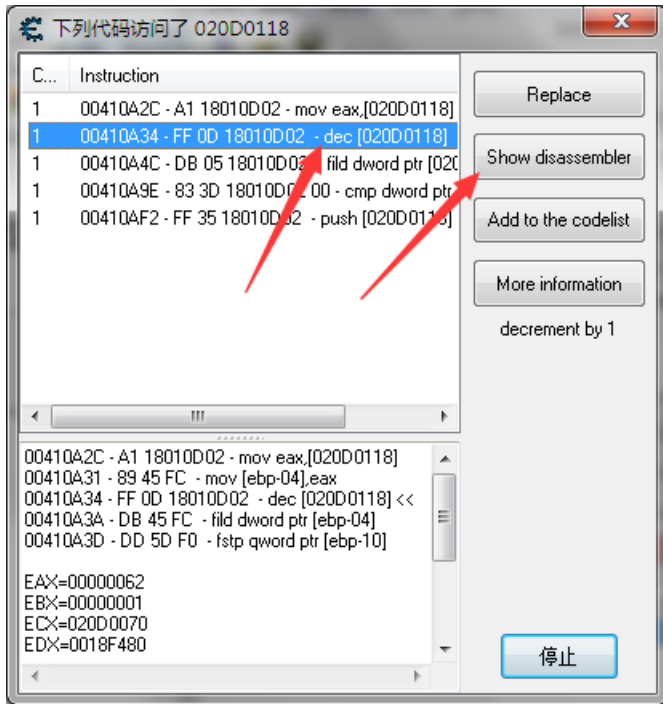 下列代码访问了 020D0118
C... Instruction
1 00410A2C - A1 18010D02 - mov eax,[020D0118]
1 00410A34 - FF 0D 18010D02 - dec [020D0118]
1 00410A4C - DB 05 18010D02 - fild dword ptr [020
1 00410A9E - 83 3D 18010D02 00 - cmp dword ptr
1 00410AF2 - FF 35 18010D02 - push [020D0118]
Replace
Show disassembler
Add to the codelist
More information
decrement by 1
00410A2C - A1 18010D02 - mov eax,[020D0118]
00410A31 - 89 45 FC - mov [ebp-04],eax
00410A34 - FF 0D 18010D02 - dec [020D0118] <<
00410A3A - DB 45 FC - fild dword ptr [ebp-04]
00410A3D - DD 5D F0 - fstp qword ptr [ebp-10]
EAX=00000062
EBX=00000001
ECX=020D0070
EDX=0018F480
停止